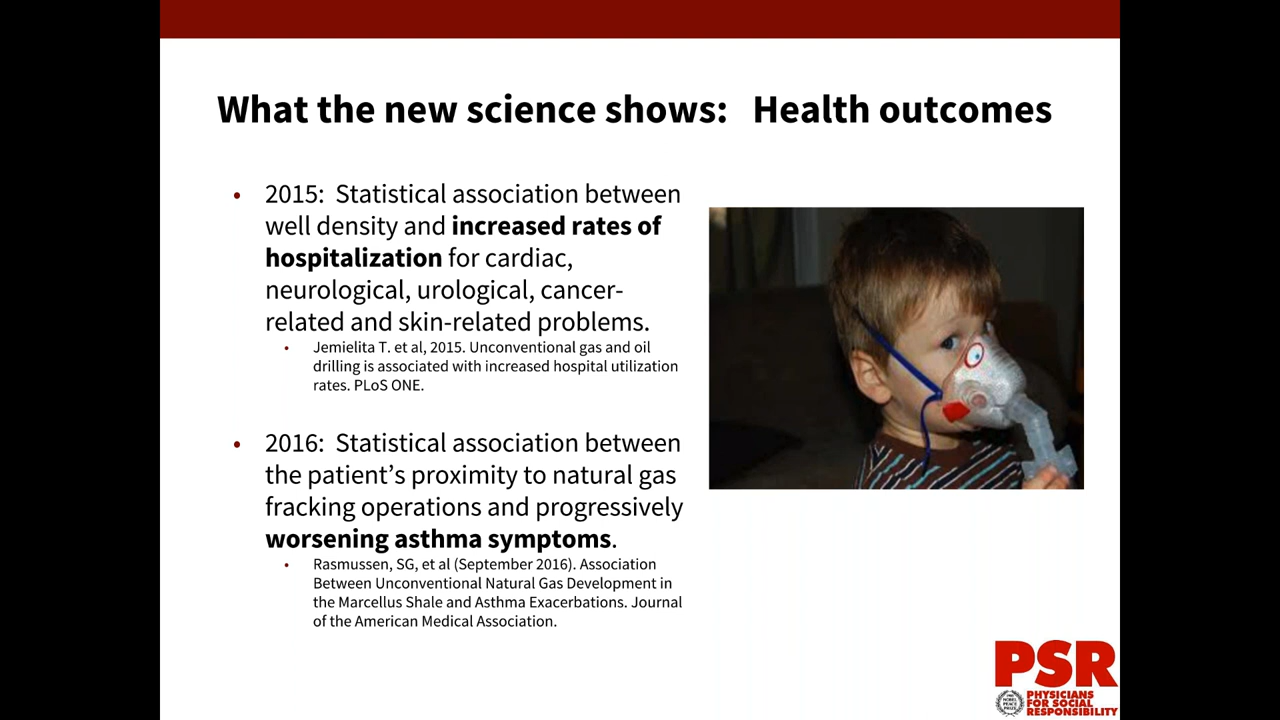 What the new science shows:   Health outcomes
• 2015:  Statistical association between
well density and increased rates of
hospitalization for cardiac,
neurological, urological, cancer-
related and skin-related problems.
• Jemielita T. et al, 2015. Unconventional gas and oil
drilling is associated with increased hospital utilization
rates. PLoS ONE.
• 2016:  Statistical association between
the patient’s proximity to natural gas
fracking operations and progressively
worsening asthma symptoms.
• Rasmussen, SG, et al (September 2016). Association
Between Unconventional Natural Gas Development in
the Marcellus Shale and Asthma Exacerbations. Journal
of the American Medical Association.
PSR
PHYSICIANS
FOR SOCIAL
RESPONSIBILITY